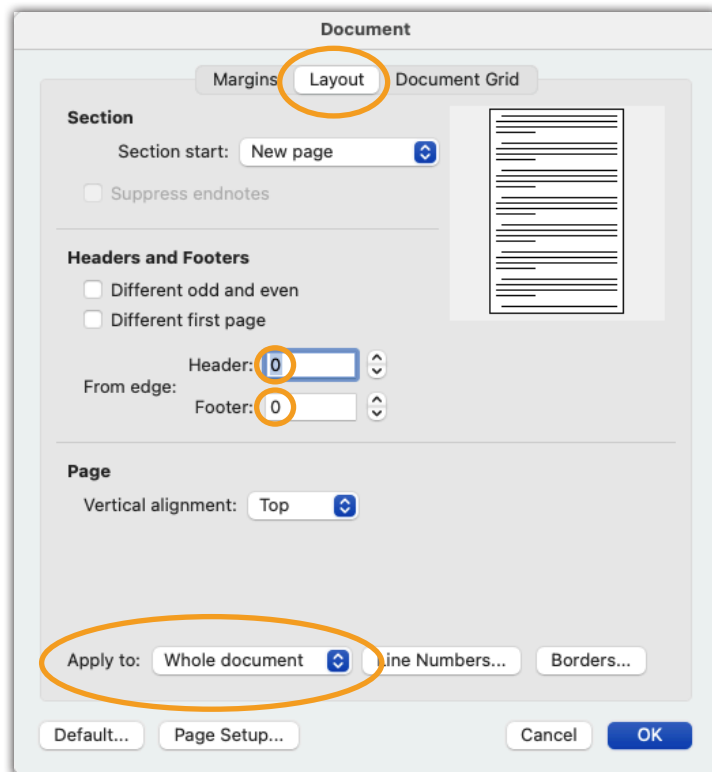 Document
Margins Layout Document Grid
Section
Section start: New page
Suppress endnotes
Headers and Footers
Different odd and even
Different first page
Header: 0
From edge:
Footer: 0
Page
Vertical alignment: Top
Apply to: Whole document Line Numbers... Borders...
Default... Page Setup... Cancel OK